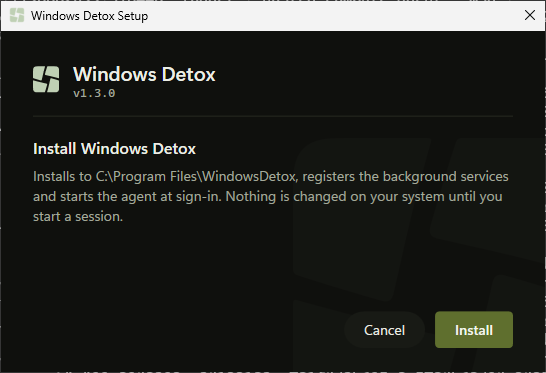 Windows Detox Setup
Windows Detox
v1.3.0
Install Windows Detox
Installs to C:\Program Files\WindowsDetox, registers the background services
and starts the agent at sign-in. Nothing is changed on your system until you
start a session.
Cancel
Install